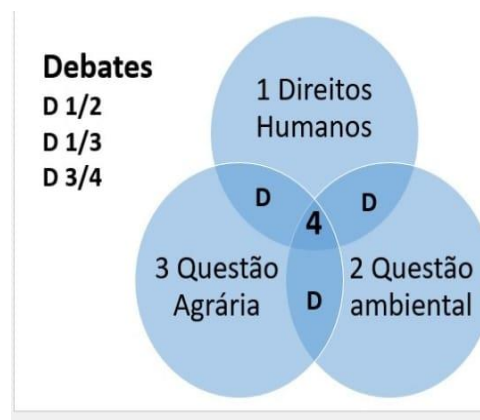 Debates
D 1/2
D 1/3
D 3/4
1 Direitos
Humanos
D
D
4
3 Questão
Agrária
2 Questão
ambiental
D